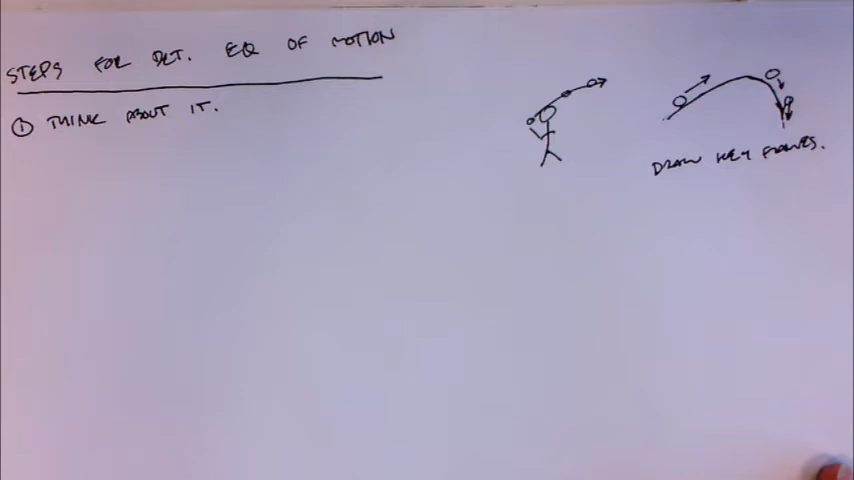 STEPS FOR DET. EQ OF MOTION
① THINK ABOUT IT.
DRAW KEY FRAMES.